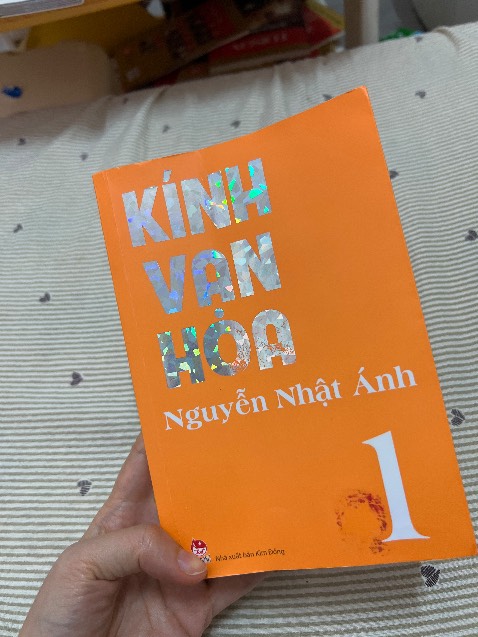 KÍNH
VẠN
HOA
Nguyễn Nhật Ánh
1
Nhà xuất bản Kim Đồng